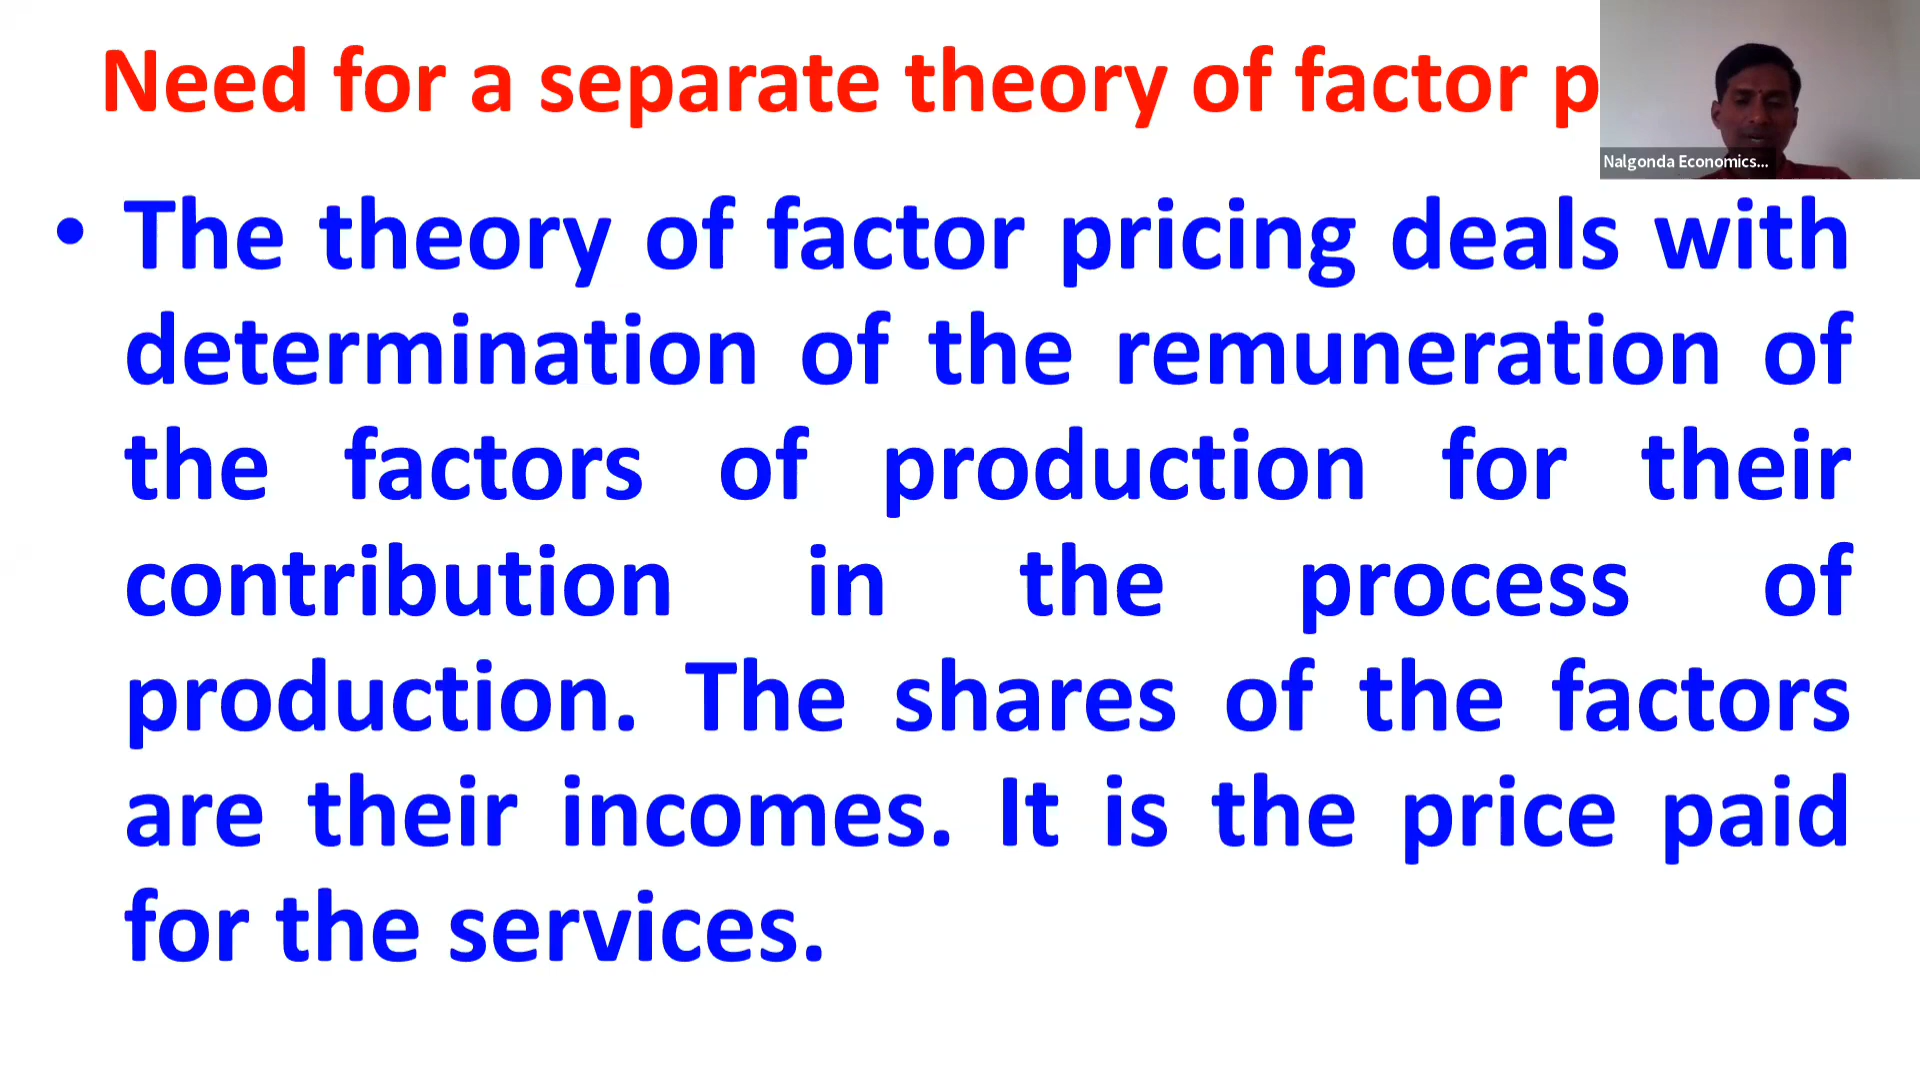 Need for a separate theory of factor p
Nalgonda Economics...
• The theory of factor pricing deals with
determination of the remuneration of
the factors of production for their
contribution in the process of
production. The shares of the factors
are their incomes. It is the price paid
for the services.